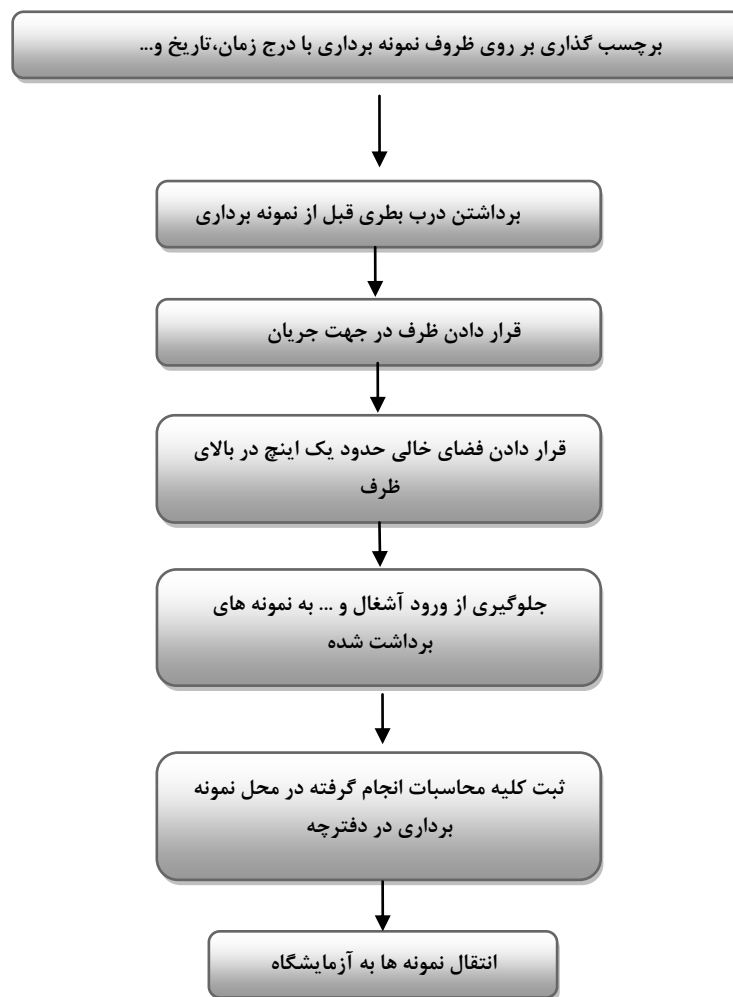 برچسب گذاری بر روی ظروف نمونه برداری با درج زمان،تاریخ و...
برداشتن درب بطری قبل از نمونه برداری
قرار دادن ظرف در جهت جریان
قرار دادن فضای خالی حدود یک اینچ در بالای
ظرف
جلوگیری از ورود آشغال و ... به نمونه های
برداشت شده
ثبت کلیه محاسبات انجام گرفته در محل نمونه
برداری در دفترچه
انتقال نمونه ها به آزمایشگاه